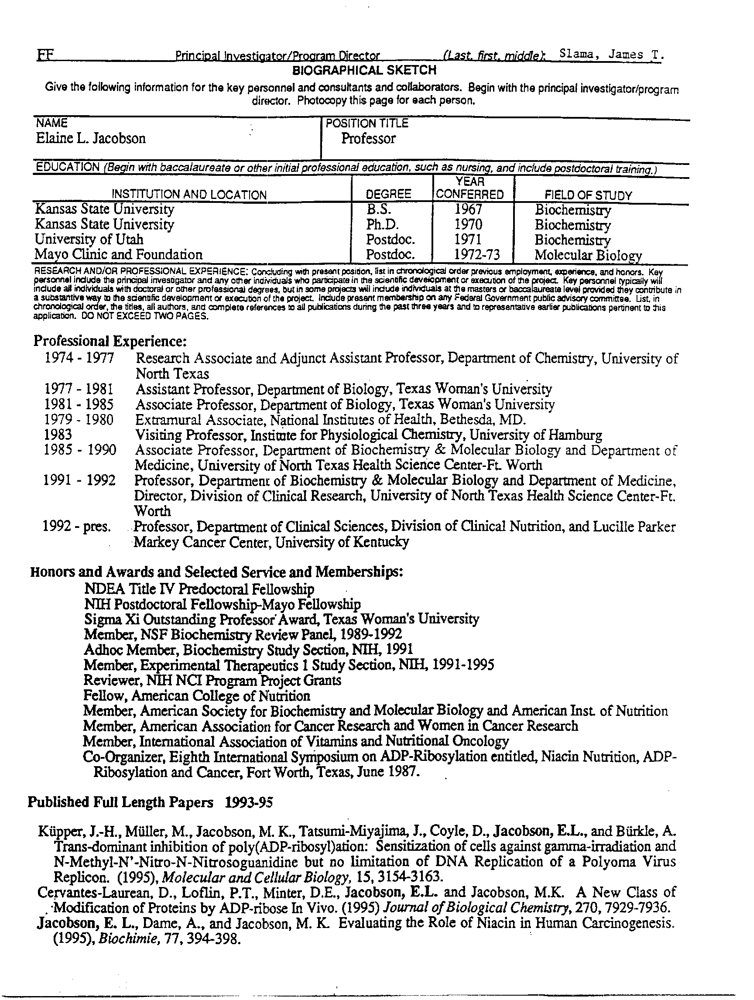 FF Principal Investigator/Program Director (Last, first, middle): Slama, James T.
BIOGRAPHICAL SKETCH
Give the following information for the key personnel and consultants and collaborators. Begin with the principal investigator/program
director. Photocopy this page for each person.
NAME POSITION TITLE
Elaine L. Jacobson Professor
EDUCATION (Begin with baccalaureate or other initial professional education, such as nursing, and include postdoctoral training.)
INSTITUTION AND LOCATION DEGREE YEAR CONFERRED FIELD OF STUDY
Kansas State University B.S. 1967 Biochemistry
Kansas State University Ph.D. 1970 Biochemistry
University of Utah Postdoc. 1971 Biochemistry
Mayo Clinic and Foundation Postdoc. 1972-73 Molecular Biology
RESEARCH AND/OR PROFESSIONAL EXPERIENCE: Concluding with present position, list in chronological order previous employment, experience, and honors. Key
personnel include the principal investigator and any other individuals who participate in the scientific development or execution of the project. Key personnel typically will
include all individuals with doctoral or other professional degrees, but in some projects will include individuals at the masters or baccalaureate level provided they contribute in
a substantive way to the scientific development or execution of the project. Include present membership on any Federal Government public advisory committee. List, in
chronological order, the titles, all authors, and complete references to all publications during the past three years and to representative earlier publications pertinent to this
application. DO NOT EXCEED TWO PAGES.
Professional Experience:
1974 - 1977 Research Associate and Adjunct Assistant Professor, Department of Chemistry, University of
North Texas
1977 - 1981 Assistant Professor, Department of Biology, Texas Woman's University
1981 - 1985 Associate Professor, Department of Biology, Texas Woman's University
1979 - 1980 Extramural Associate, National Institutes of Health, Bethesda, MD.
1983 Visiting Professor, Institute for Physiological Chemistry, University of Hamburg
1985 - 1990 Associate Professor, Department of Biochemistry & Molecular Biology and Department of
Medicine, University of North Texas Health Science Center-Ft. Worth
1991 - 1992 Professor, Department of Biochemistry & Molecular Biology and Department of Medicine,
Director, Division of Clinical Research, University of North Texas Health Science Center-Ft.
Worth
1992 - pres. Professor, Department of Clinical Sciences, Division of Clinical Nutrition, and Lucille Parker
Markey Cancer Center, University of Kentucky
Honors and Awards and Selected Service and Memberships:
NDEA Title IV Predoctoral Fellowship
NIH Postdoctoral Fellowship-Mayo Fellowship
Sigma Xi Outstanding Professor Award, Texas Woman's University
Member, NSF Biochemistry Review Panel, 1989-1992
Adhoc Member, Biochemistry Study Section, NIH, 1991
Member, Experimental Therapeutics 1 Study Section, NIH, 1991-1995
Reviewer, NIH NCI Program Project Grants
Fellow, American College of Nutrition
Member, American Society for Biochemistry and Molecular Biology and American Inst. of Nutrition
Member, American Association for Cancer Research and Women in Cancer Research
Member, International Association of Vitamins and Nutritional Oncology
Co-Organizer, Eighth International Symposium on ADP-Ribosylation entitled, Niacin Nutrition, ADP-
Ribosylation and Cancer, Fort Worth, Texas, June 1987.
Published Full Length Papers 1993-95
Küpper, J.-H., Müller, M., Jacobson, M. K., Tatsumi-Miyajima, J., Coyle, D., Jacobson, E.L., and Bürkle, A.
Trans-dominant inhibition of poly(ADP-ribosyl)ation: Sensitization of cells against gamma-irradiation and
N-Methyl-N'-Nitro-N-Nitrosoguanidine but no limitation of DNA Replication of a Polyoma Virus
Replicon. (1995), Molecular and Cellular Biology, 15, 3154-3163.
Cervantes-Laurean, D., Loflin, P.T., Minter, D.E., Jacobson, E.L. and Jacobson, M.K. A New Class of
Modification of Proteins by ADP-ribose In Vivo. (1995) Journal of Biological Chemistry, 270, 7929-7936.
Jacobson, E. L., Dame, A., and Jacobson, M. K. Evaluating the Role of Niacin in Human Carcinogenesis.
(1995), Biochimie, 77, 394-398.